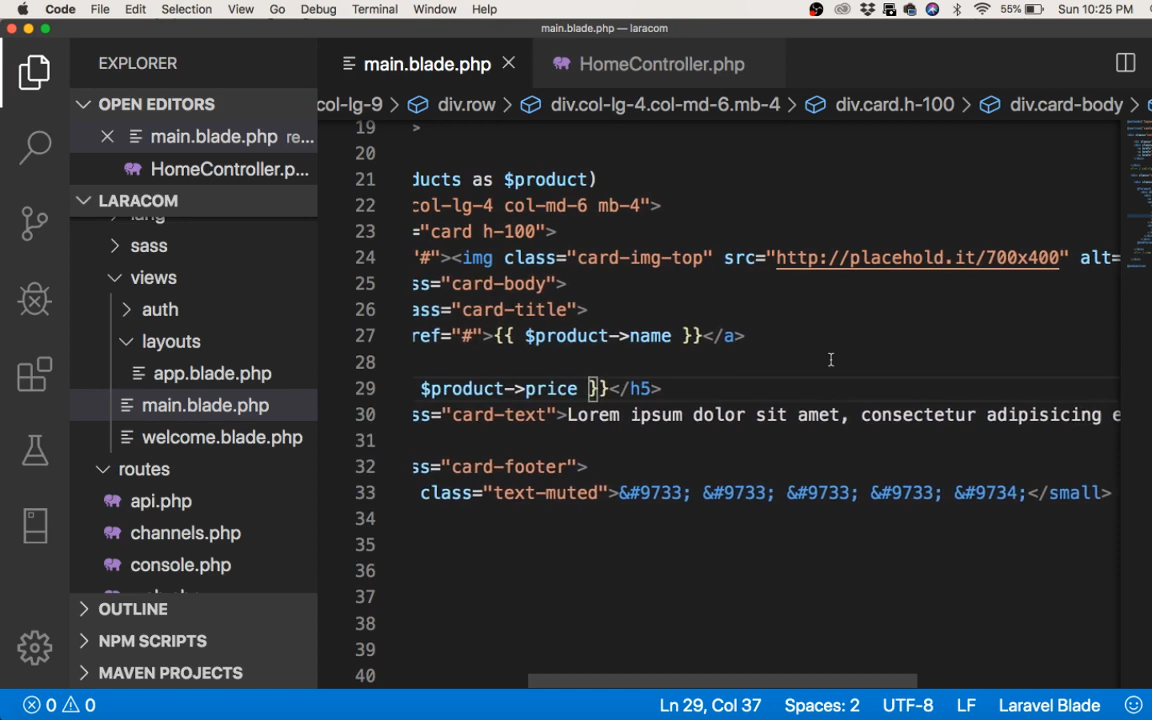 Code File Edit Selection View Go Debug Terminal Window Help 55% Sun 10:25 PM
main.blade.php — laracom
EXPLORER
main.blade.php
HomeController.php
OPEN EDITORS
main.blade.php re...
HomeController.p...
LARACOM
sass
views
auth
layouts
app.blade.php
main.blade.php
welcome.blade.php
routes
api.php
channels.php
console.php
OUTLINE
NPM SCRIPTS
MAVEN PROJECTS
col-lg-9 > div.row > div.col-lg-4.col-md-6.mb-4 > div.card.h-100 > div.card-body >
19 >
20
21 ducts as $product)
22 col-lg-4 col-md-6 mb-4">
23 ="card h-100">
24 "#"><img class="card-img-top" src="http://placehold.it/700x400" alt=
25 ss="card-body">
26 ass="card-title">
27 ref="#">{{ $product->name }}</a>
28
29 $product->price }}</h5>
30 ss="card-text">Lorem ipsum dolor sit amet, consectetur adipisicing e
31
32 ss="card-footer">
33 class="text-muted">&#9733; &#9733; &#9733; &#9733; &#9734;</small>
34
35
36
37
38
39
40
0 0 Ln 29, Col 37 Spaces: 2 UTF-8 LF Laravel Blade